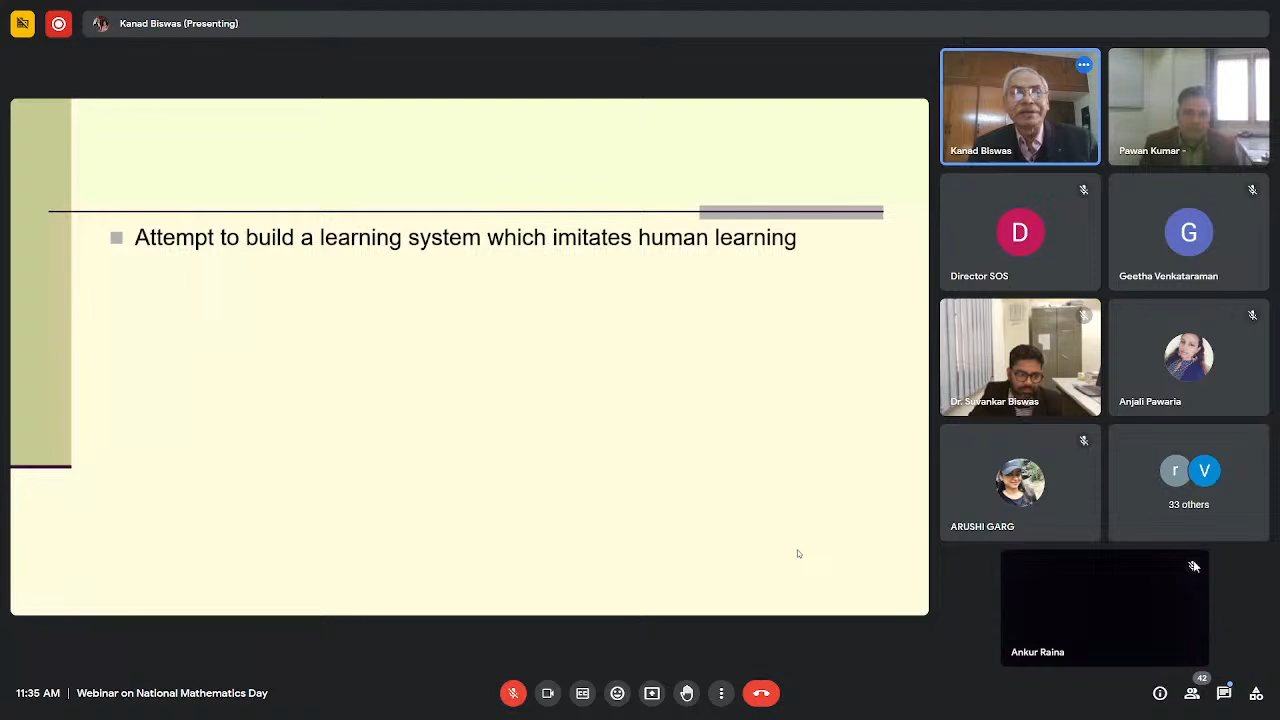 Kanad Biswas (Presenting)
Attempt to build a learning system which imitates human learning
Kanad Biswas
Pawan Kumar -
D
Director SOS
G
Geetha Venkataraman
Dr. Suvankar Biswas
Anjali Pawaria
ARUSHI GARG
r V
33 others
Ankur Raina
11:35 AM | Webinar on National Mathematics Day
42